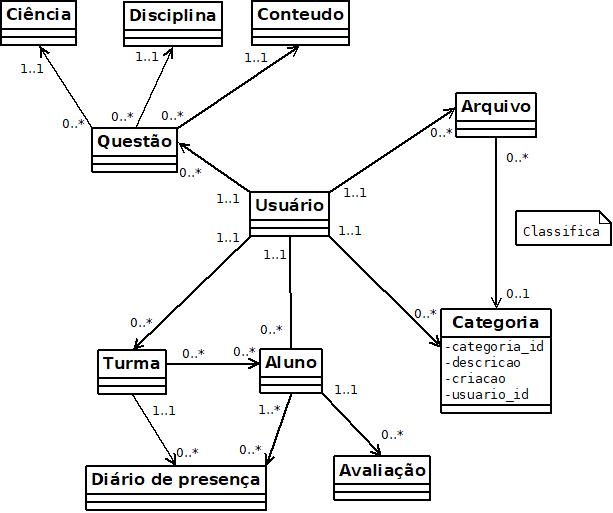 Ciência
Disciplina
Conteudo
1..1
1..1
1..1
0..*
0..*
0..*
Questão
Arquivo
0..*
0..*
0..*
1..1
1..1
Usuário
1..1
1..1
1..1
Classifica
0..*
0..*
0..*
0..1
Categoria
-categoria_id
-descricao
-criacao
-usuario_id
Turma
0..*
0..*
Aluno
1..1
1..*
1..1
0..*
0..*
0..*
Diário de presença
Avaliação